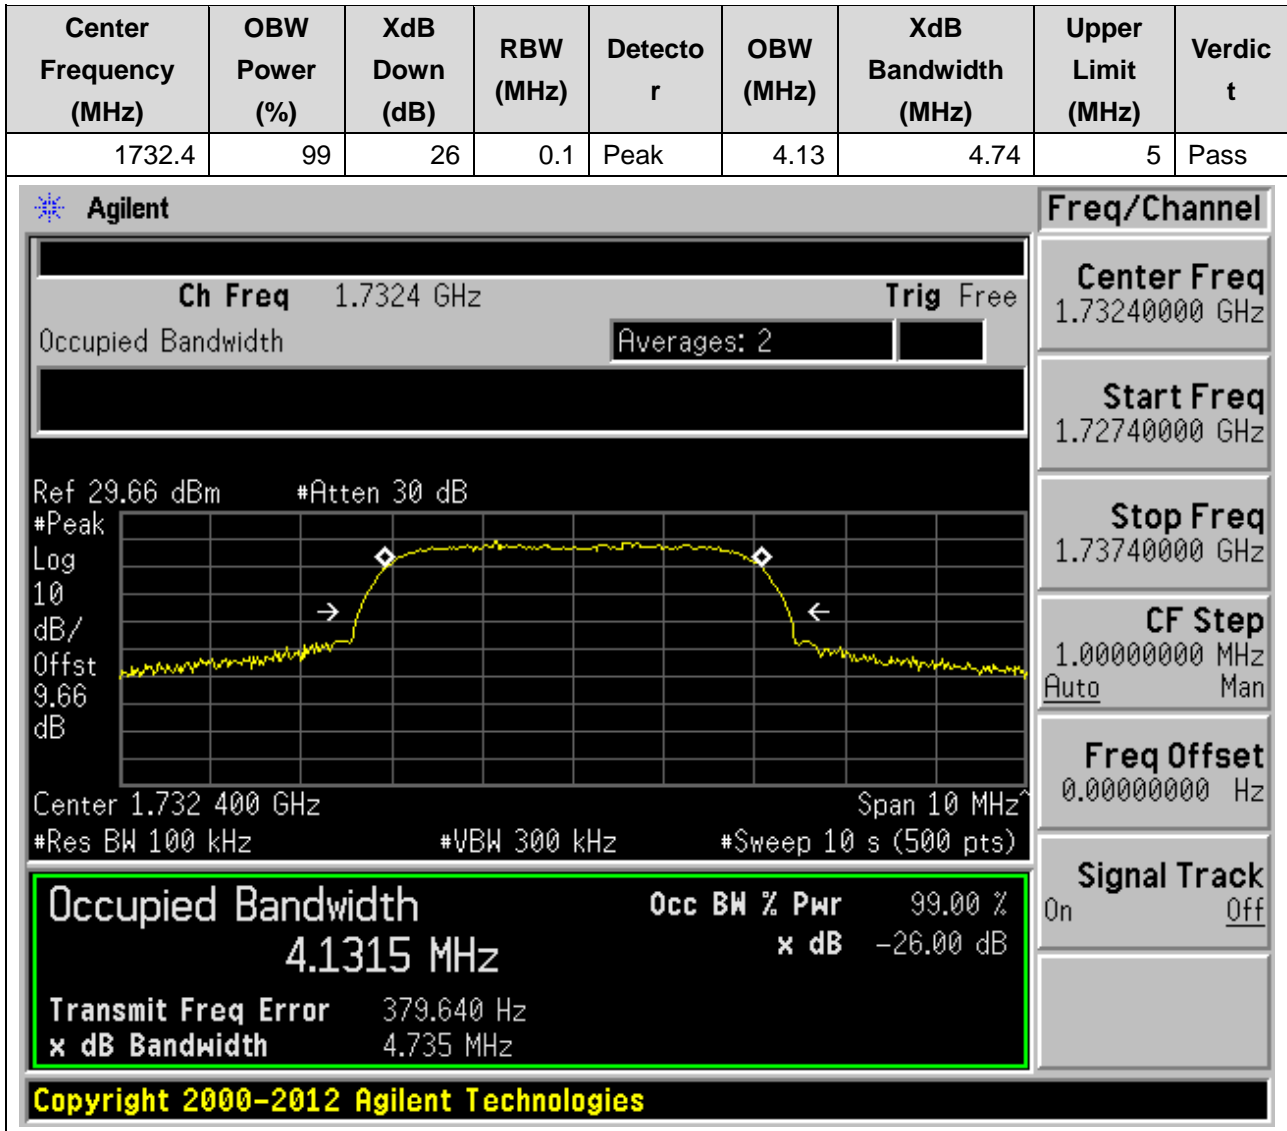 Center Frequency (MHz) OBW Power (%) XdB Down (dB) RBW (MHz) Detecto r OBW (MHz) XdB Bandwidth (MHz) Upper Limit (MHz) Verdic t
1732.4 99 26 0.1 Peak 4.13 4.74 5 Pass
Agilent
Freq/Channel
Ch Freq 1.7324 GHz Trig Free
Occupied Bandwidth Averages: 2
Center Freq
1.73240000 GHz
Start Freq
1.72740000 GHz
Stop Freq
1.73740000 GHz
CF Step
1.00000000 MHz
Auto Man
Freq Offset
0.00000000 Hz
Signal Track
On Off
Ref 29.66 dBm #Atten 30 dB
#Peak
Log
10
dB/
Offst
9.66
dB
Center 1.732 400 GHz Span 10 MHz^
#Res BW 100 kHz #VBW 300 kHz #Sweep 10 s (500 pts)
Occupied Bandwidth Occ BW % Pwr 99.00 %
4.1315 MHz x dB -26.00 dB
Transmit Freq Error 379.640 Hz
x dB Bandwidth 4.735 MHz
Copyright 2000-2012 Agilent Technologies